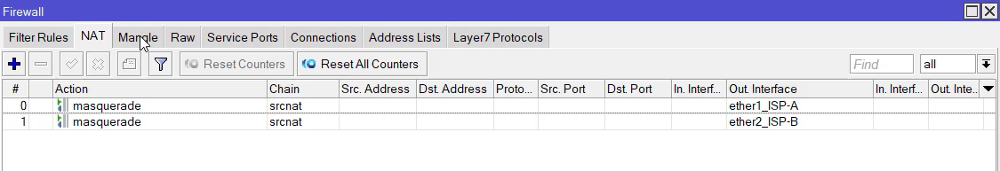 Firewall
Filter Rules NAT Mangle Raw Service Ports Connections Address Lists Layer7 Protocols
Reset Counters Reset All Counters Find all
# Action Chain Src. Address Dst. Address Proto... Src. Port Dst. Port In. Interf... Out. Interface In. Interf... Out. Inte...
0 masquerade srcnat ether1_ISP-A
1 masquerade srcnat ether2_ISP-B